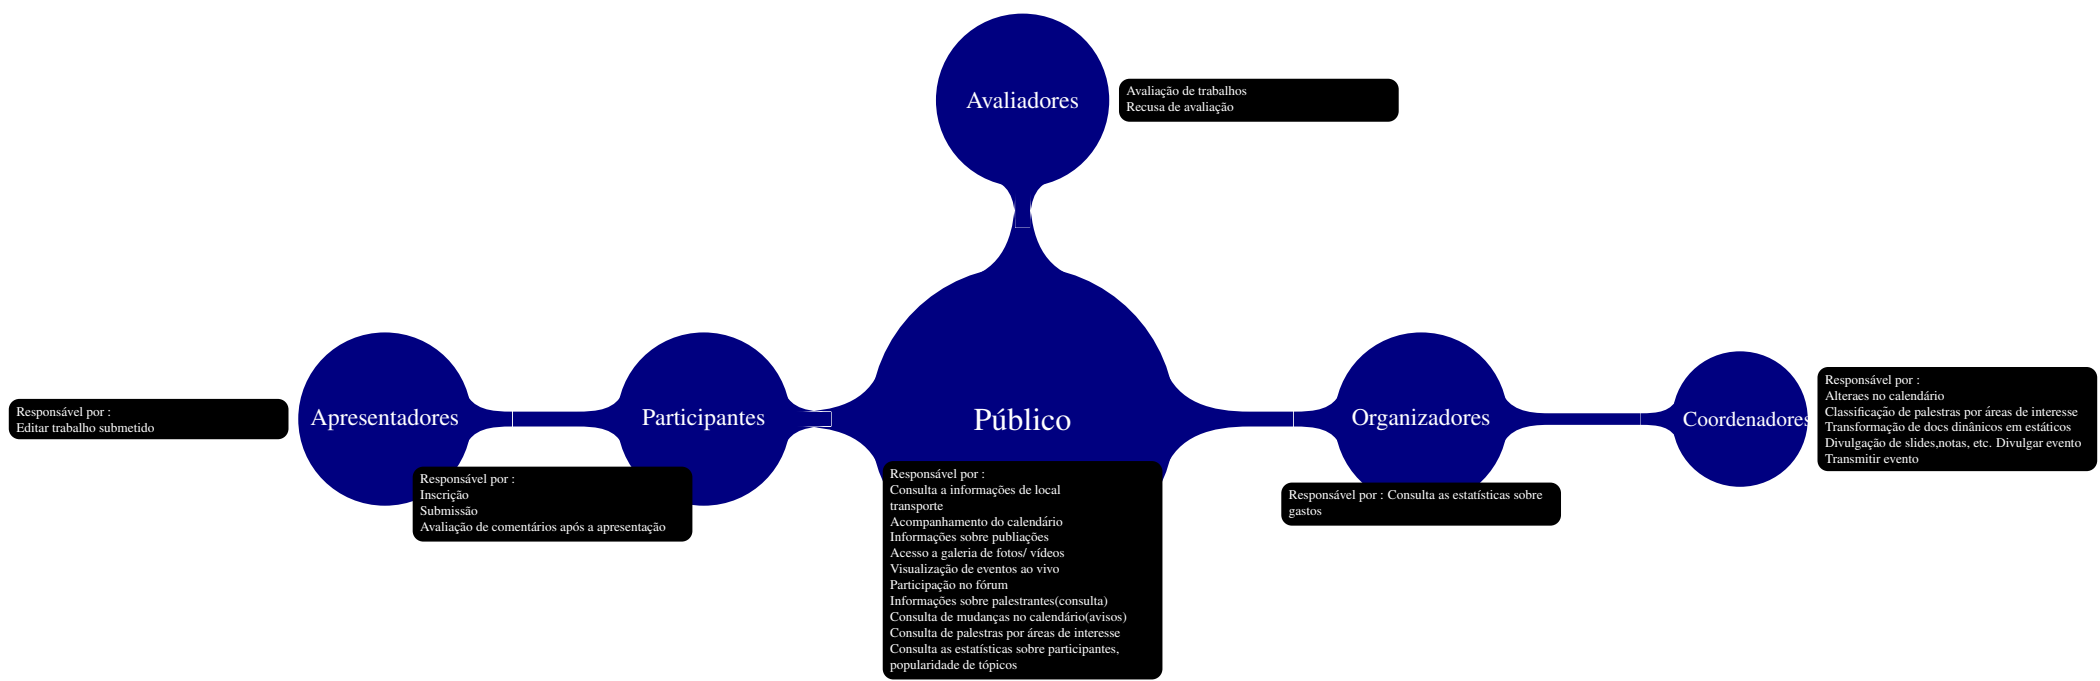 Avaliadores
Avaliação de trabalhos
Recusa de avaliação
Responsável por :
Editar trabalho submetido
Apresentadores
Participantes
Responsável por :
Inscrição
Submissão
Avaliação de comentários após a apresentação
Público
Responsável por :
Consulta a informações de local
transporte
Acompanhamento do calendário
Informações sobre publiações
Acesso a galeria de fotos/ vídeos
Visualização de eventos ao vivo
Participação no fórum
Informações sobre palestrantes(consulta)
Consulta de mudanças no calendário(avisos)
Consulta de palestras por áreas de interesse
Consulta as estatísticas sobre participantes,
popularidade de tópicos
Organizadores
Responsável por : Consulta as estatísticas sobre
gastos
Coordenadores
Responsável por :
Alteraes no calendário
Classificação de palestras por áreas de interesse
Transformação de docs dinânicos em estáticos
Divulgação de slides,notas, etc. Divulgar evento
Transmitir evento